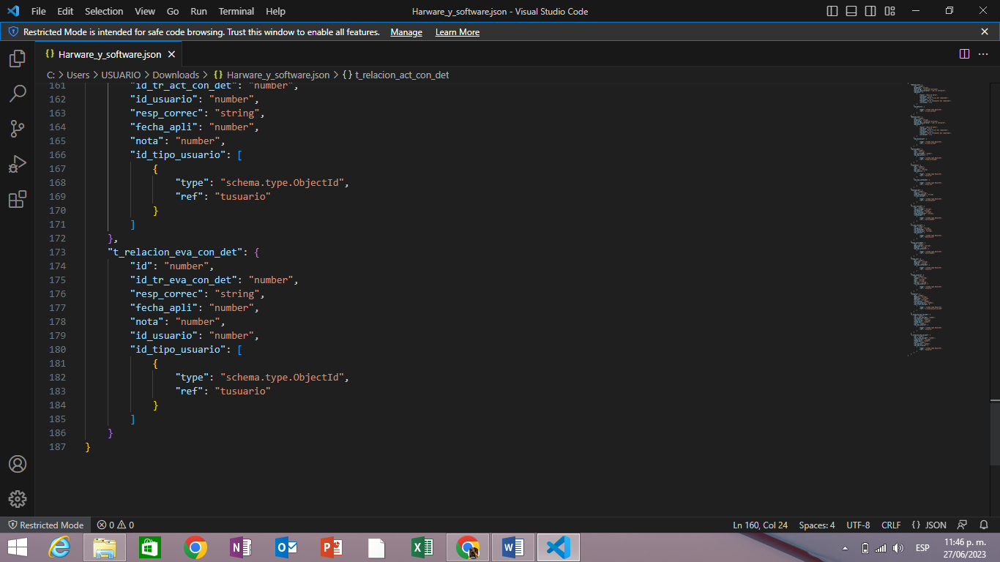 File Edit Selection View Go Run Terminal Help Harware_y_software.json - Visual Studio Code
Restricted Mode is intended for safe code browsing. Trust this window to enable all features. Manage Learn More
{} Harware_y_software.json
C: > Users > USUARIO > Downloads > {} Harware_y_software.json > {} t_relacion_act_con_det
161 "id_tr_act_con_det": "number",
162 "id_usuario": "number",
163 "resp_correc": "string",
164 "fecha_apli": "number",
165 "nota": "number",
166 "id_tipo_usuario": [
167 {
168 "type": "schema.type.ObjectId",
169 "ref": "tusuario"
170 }
171 ]
172 },
173 "t_relacion_eva_con_det": {
174 "id": "number",
175 "id_tr_eva_con_det": "number",
176 "resp_correc": "string",
177 "fecha_apli": "number",
178 "nota": "number",
179 "id_usuario": "number",
180 "id_tipo_usuario": [
181 {
182 "type": "schema.type.ObjectId",
183 "ref": "tusuario"
184 }
185 ]
186 }
187 }
Restricted Mode 0 0 Ln 160, Col 24 Spaces: 4 UTF-8 CRLF {} JSON
ESP 11:46 p. m.
27/06/2023